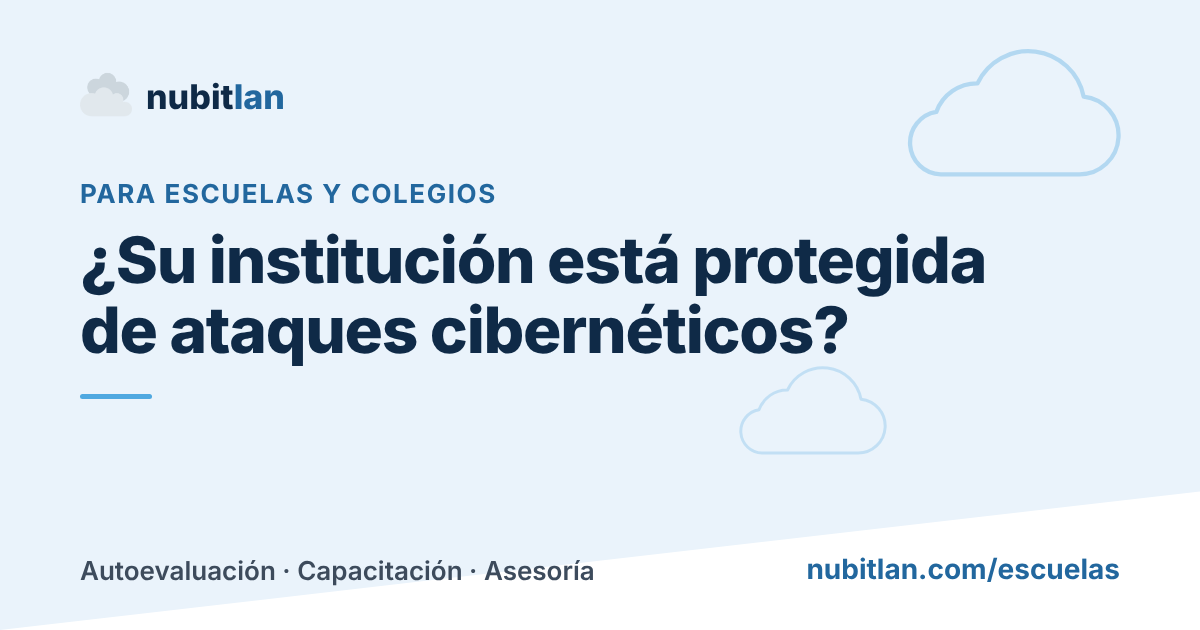 nubitlan
PARA ESCUELAS Y COLEGIOS
¿Su institución está protegida
de ataques cibernéticos?
Autoevaluación · Capacitación · Asesoría
nubitlan.com/escuelas